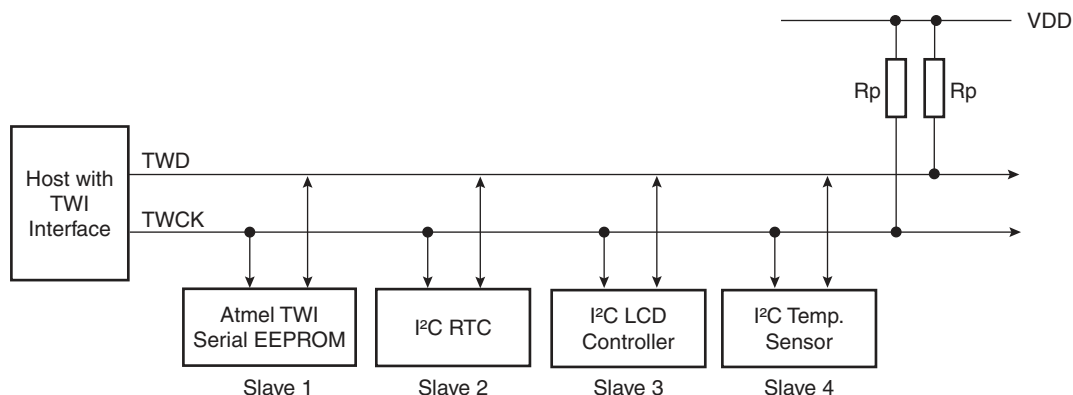 VDD
Rp
Rp
Host with
TWI
Interface
TWD
TWCK
Atmel TWI
Serial EEPROM
I²C RTC
I²C LCD
Controller
I²C Temp.
Sensor
Slave 1
Slave 2
Slave 3
Slave 4